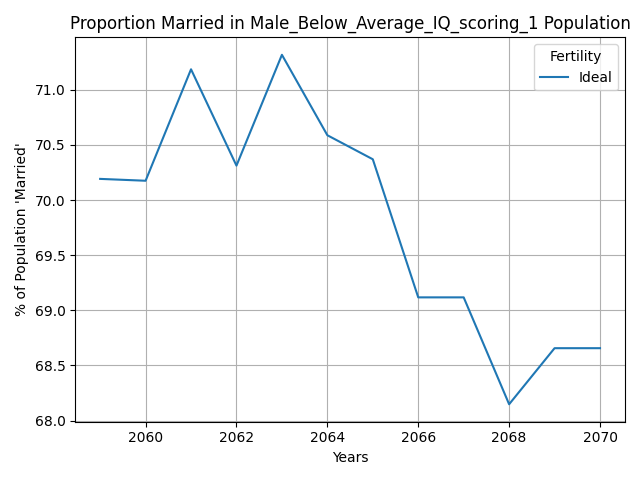 Proportion Married in Male_Below_Average_IQ_scoring_1 Population
Fertility
Ideal
% of Population 'Married'
71.0
70.5
70.0
69.5
69.0
68.5
68.0
2060 2062 2064 2066 2068 2070
Years